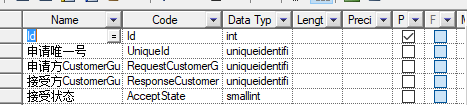 Name Code Data Typ Lengt Preci P F M
Id = Id int
申请唯一号 UniqueId uniqueidentifi
申请方CustomerGu RequestCustomerG uniqueidentifi
接受方CustomerGu ResponseCustomer uniqueidentifi
接受状态 AcceptState smallint